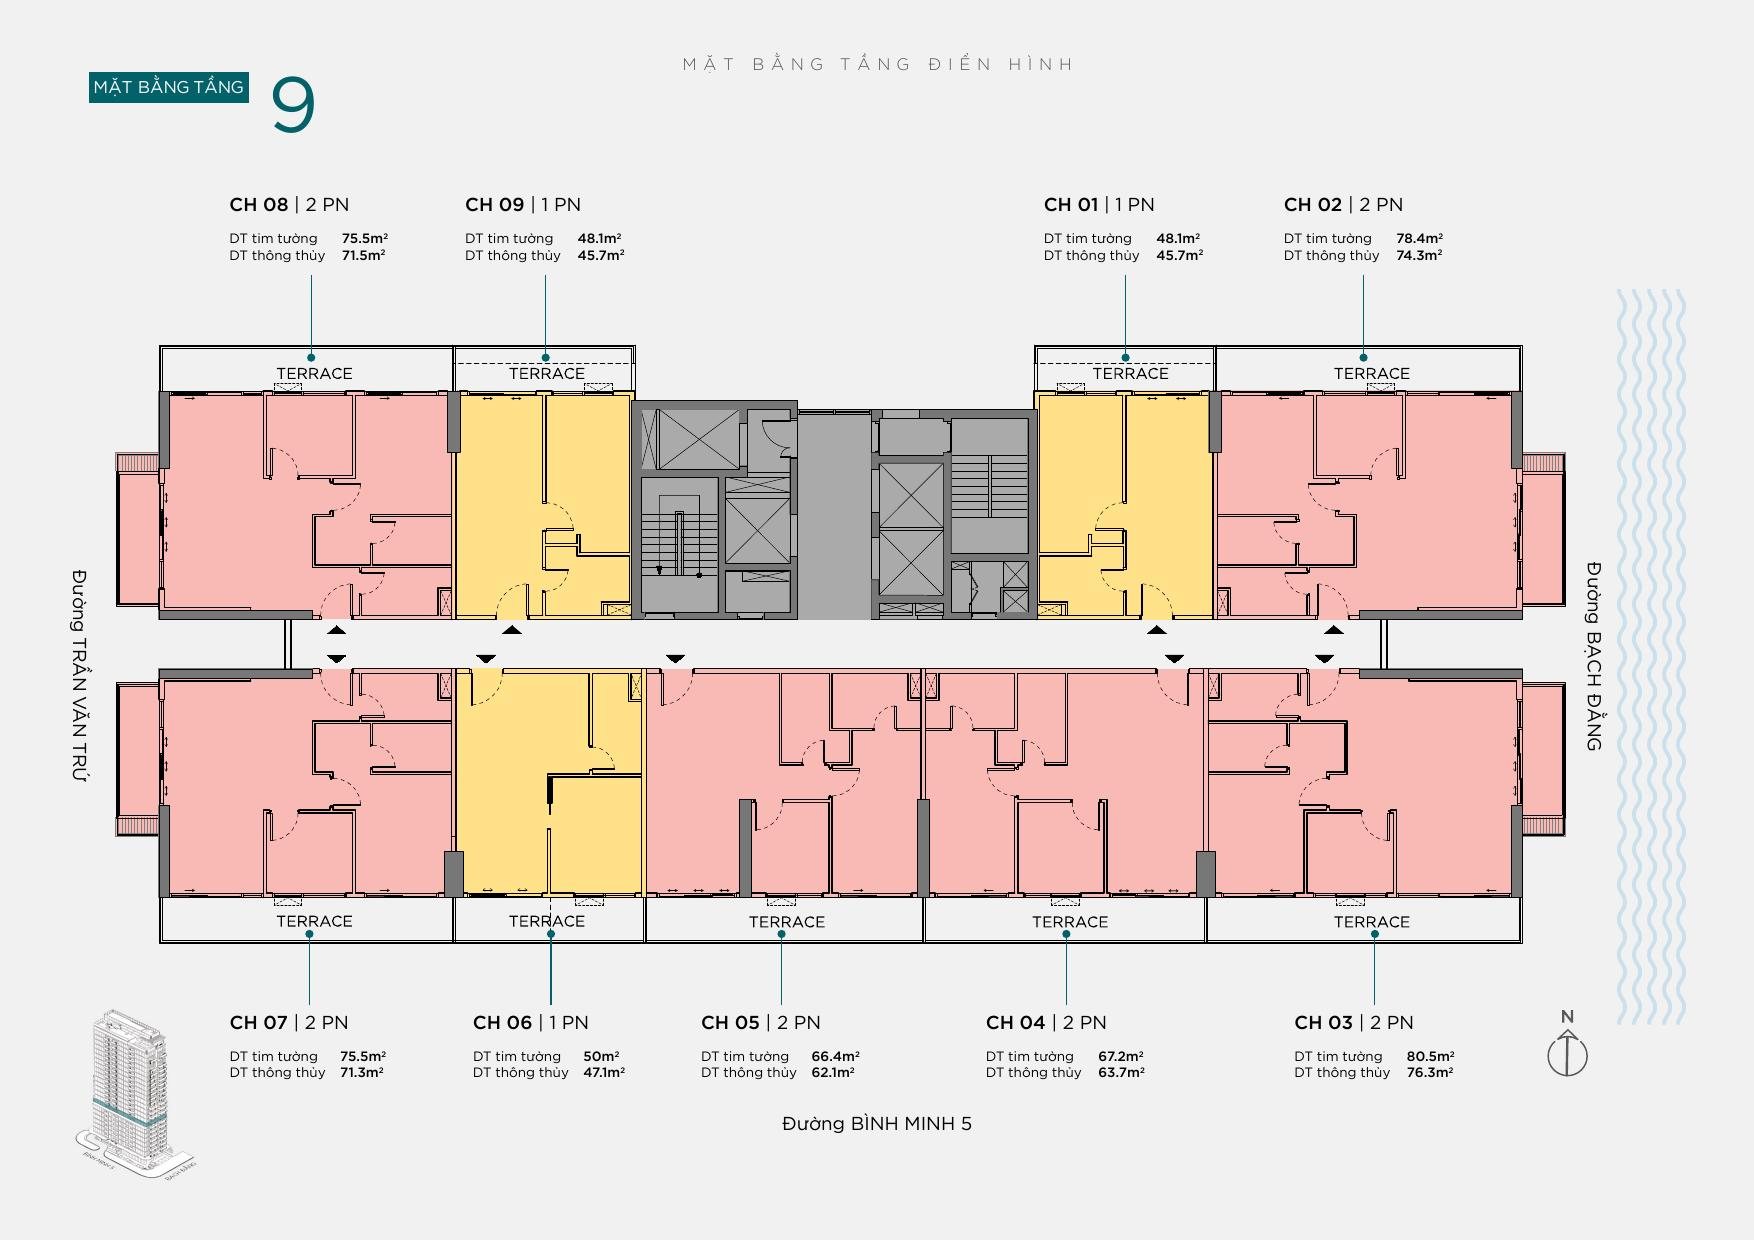 MẶT BẰNG TẦNG ĐIỂN HÌNH
MẶT BẰNG TẦNG 9
CH 08 | 2 PN
DT tim tường 75.5m²
DT thông thủy 71.5m²
CH 09 | 1 PN
DT tim tường 48.1m²
DT thông thủy 45.7m²
CH 01 | 1 PN
DT tim tường 48.1m²
DT thông thủy 45.7m²
CH 02 | 2 PN
DT tim tường 78.4m²
DT thông thủy 74.3m²
TERRACE
TERRACE
TERRACE
TERRACE
Đường TRẦN VĂN TRỨ
Đường BẠCH ĐẰNG
TERRACE
TERRACE
TERRACE
TERRACE
TERRACE
CH 07 | 2 PN
DT tim tường 75.5m²
DT thông thủy 71.3m²
CH 06 | 1 PN
DT tim tường 50m²
DT thông thủy 47.1m²
CH 05 | 2 PN
DT tim tường 66.4m²
DT thông thủy 62.1m²
CH 04 | 2 PN
DT tim tường 67.2m²
DT thông thủy 63.7m²
CH 03 | 2 PN
DT tim tường 80.5m²
DT thông thủy 76.3m²
N
Đường BÌNH MINH 5
BÌNH MINH 5
BẠCH ĐẰNG